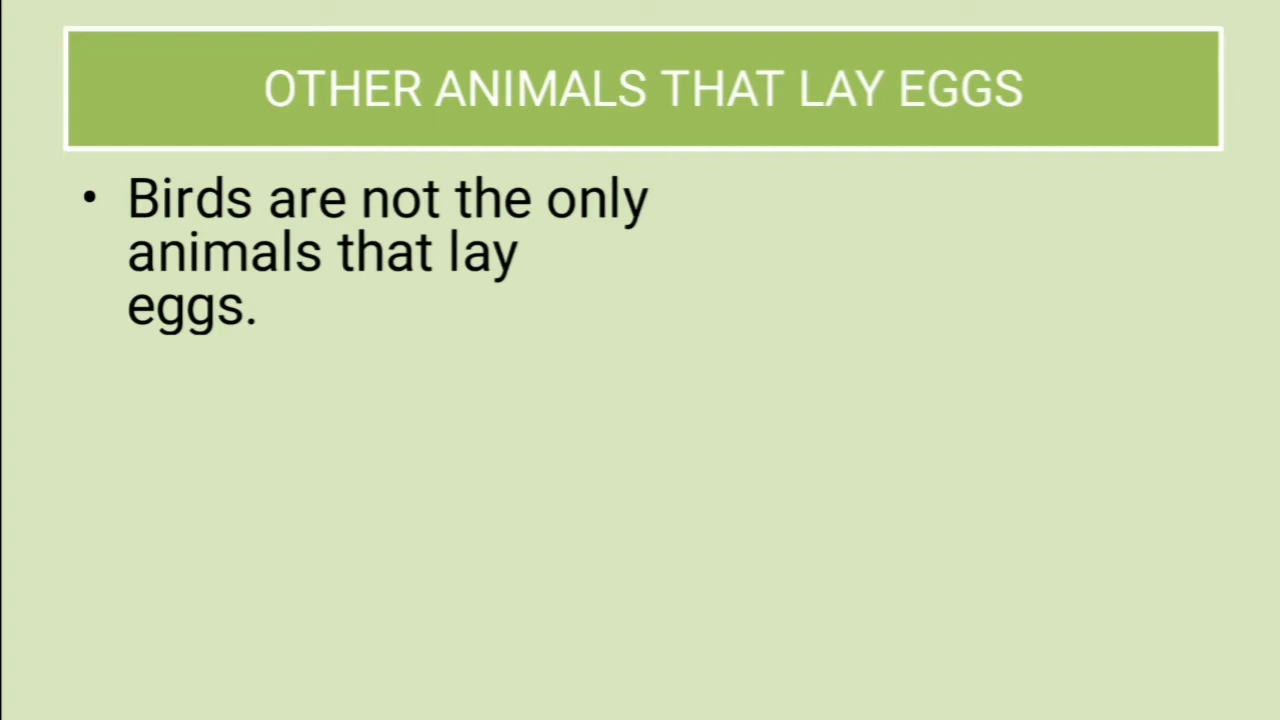 OTHER ANIMALS THAT LAY EGGS
• Birds are not the only
animals that lay
eggs.